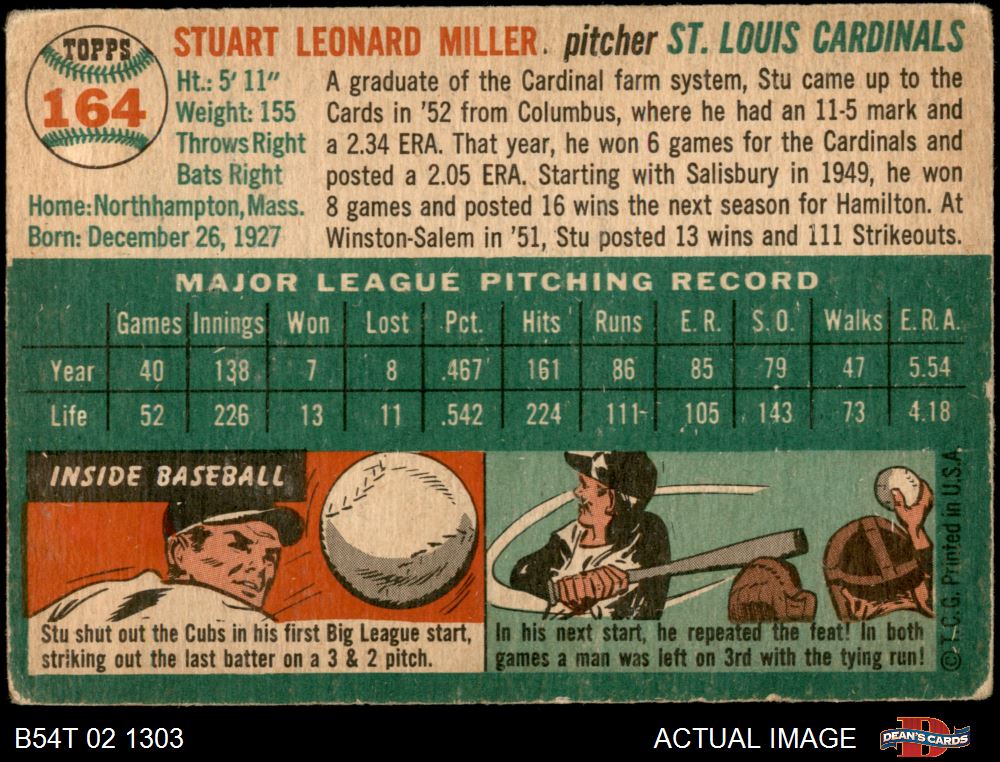 TOPPS
164
STUART LEONARD MILLER. pitcher ST. LOUIS CARDINALS
Ht.: 5' 11"
Weight: 155
Throws Right
Bats Right
Home: Northhampton, Mass.
Born: December 26, 1927
A graduate of the Cardinal farm system, Stu came up to the
Cards in '52 from Columbus, where he had an 11-5 mark and
a 2.34 ERA. That year, he won 6 games for the Cardinals and
posted a 2.05 ERA. Starting with Salisbury in 1949, he won
8 games and posted 16 wins the next season for Hamilton. At
Winston-Salem in '51, Stu posted 13 wins and 111 Strikeouts.
MAJOR LEAGUE PITCHING RECORD
Games Innings Won Lost Pct. Hits Runs E. R. S. O. Walks E. R. A.
Year 40 138 7 8 .467 161 86 85 79 47 5.54
Life 52 226 13 11 .542 224 111 105 143 73 4.18
INSIDE BASEBALL
Stu shut out the Cubs in his first Big League start,
striking out the last batter on a 3 & 2 pitch.
In his next start, he repeated the feat! In both
games a man was left on 3rd with the tying run!
© T. C. G. Printed in U.S.A.
B54T 02 1303
ACTUAL IMAGE
D
DEAN'S CARDS